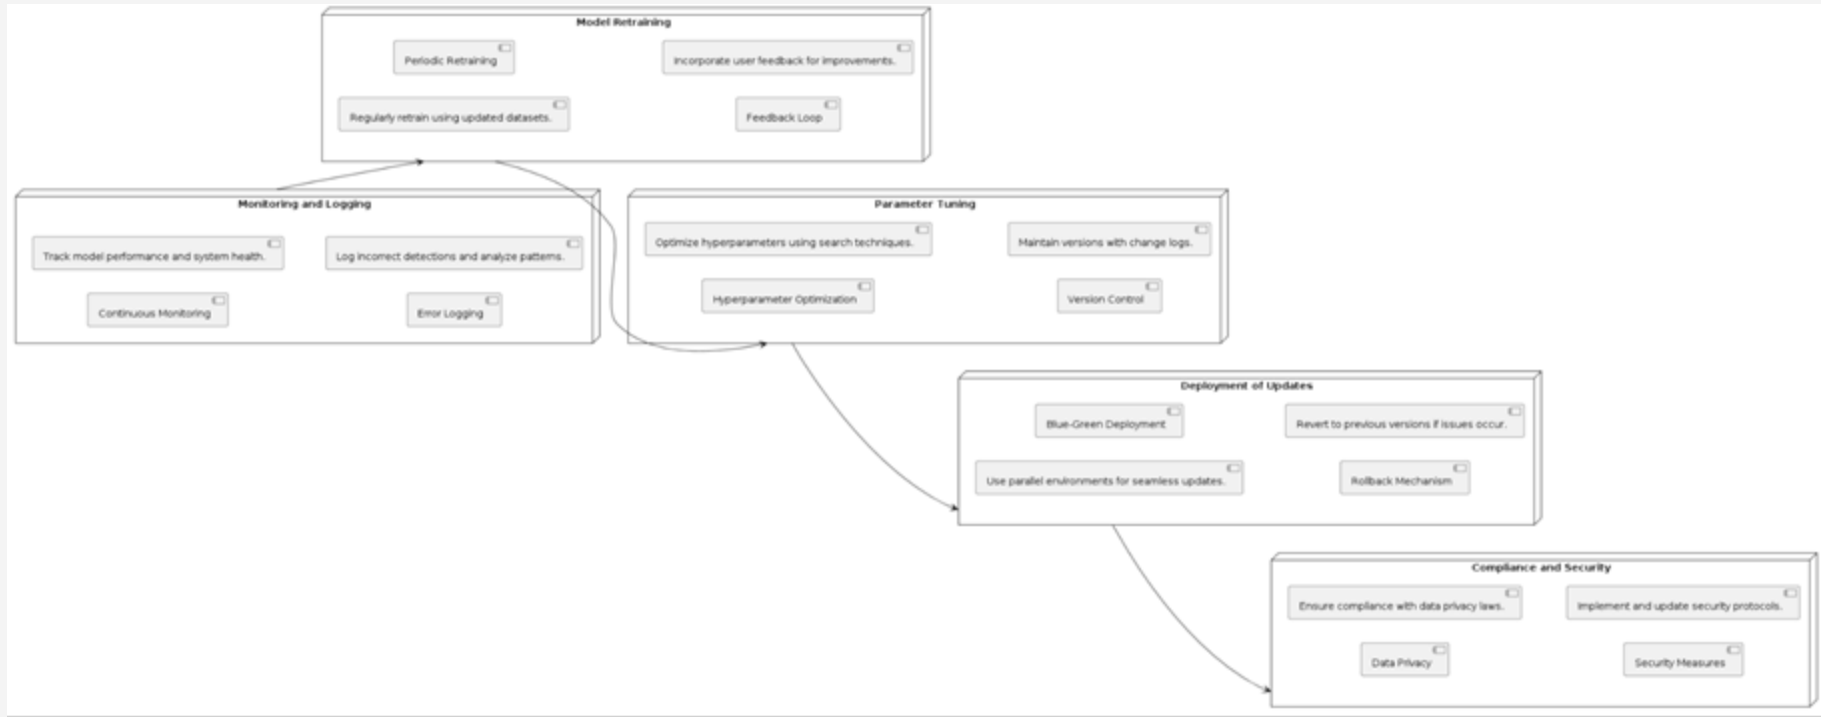 Model Retraining
Periodic Retraining
Incorporate user feedback for improvements.
Regularly retrain using updated datasets.
Feedback Loop
Monitoring and Logging
Track model performance and system health.
Log incorrect detections and analyze patterns.
Continuous Monitoring
Error Logging
Parameter Tuning
Optimize hyperparameters using search techniques.
Maintain versions with change logs.
Hyperparameter Optimization
Version Control
Deployment of Updates
Blue-Green Deployment
Revert to previous versions if issues occur.
Use parallel environments for seamless updates.
Rollback Mechanism
Compliance and Security
Ensure compliance with data privacy laws.
Implement and update security protocols.
Data Privacy
Security Measures